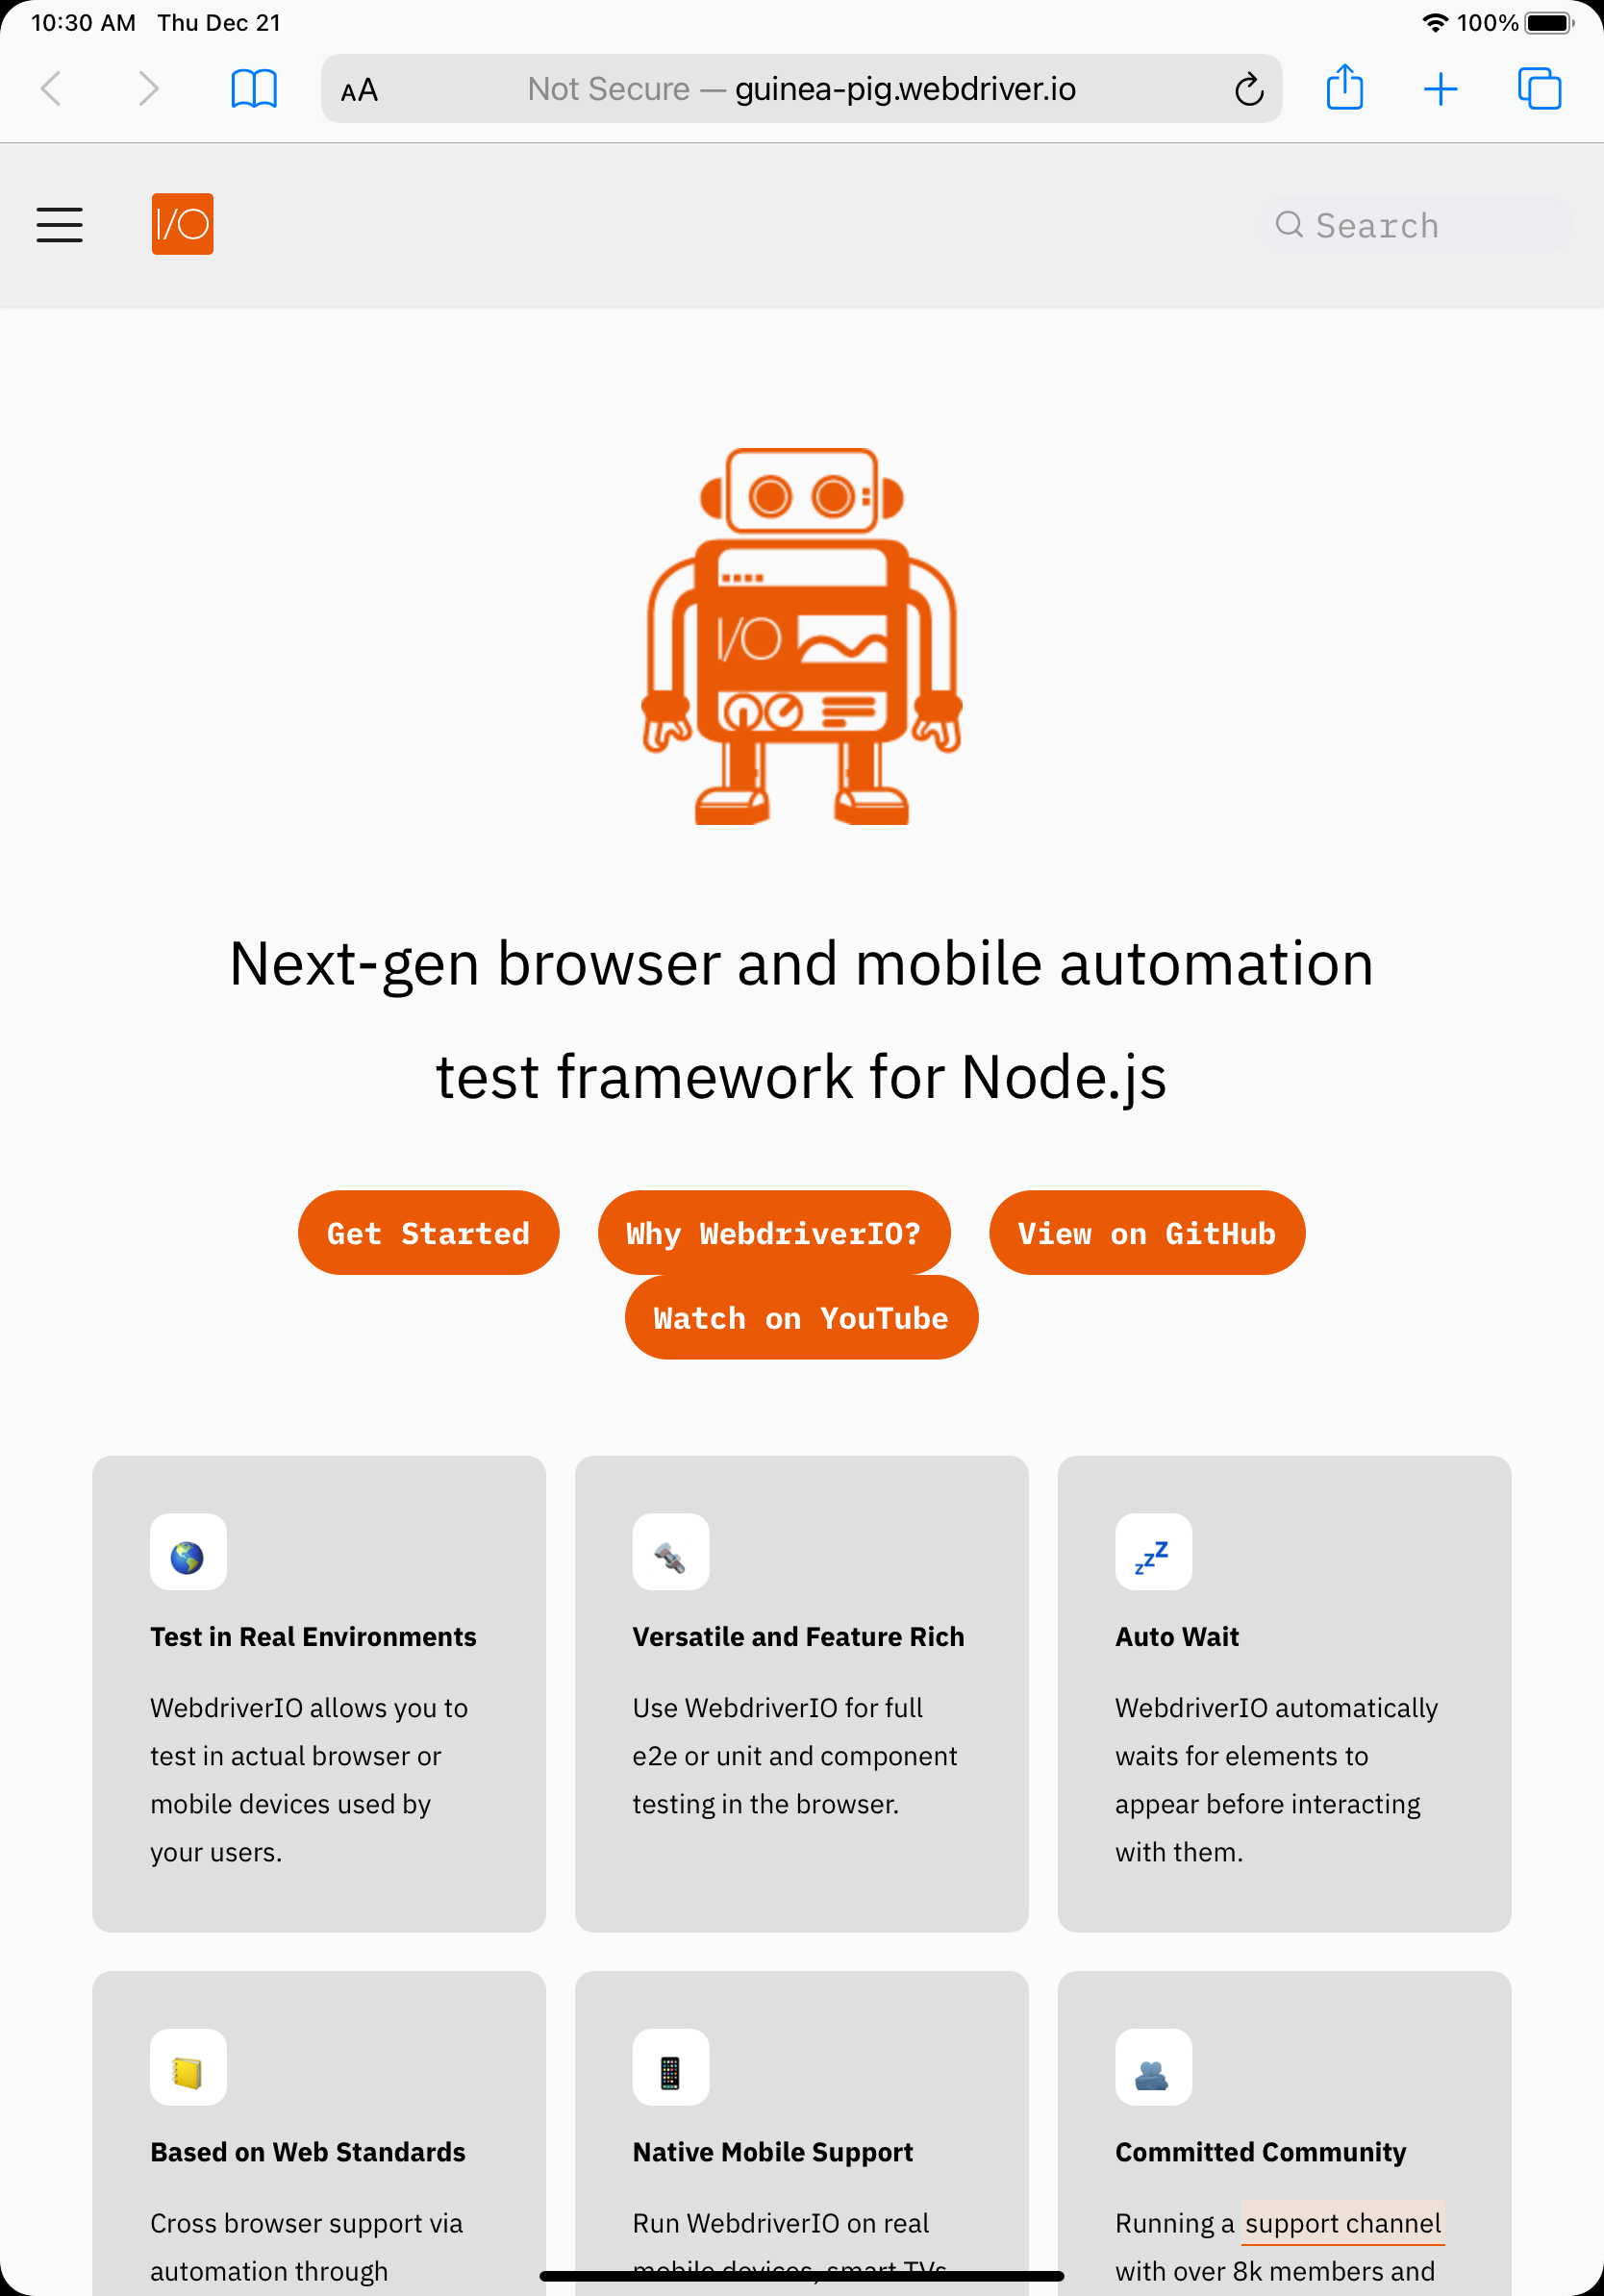 10:30 AM Thu Dec 21
100%
AA
Not Secure — guinea-pig.webdriver.io
I/O
Search
I/O
Next-gen browser and mobile automation
test framework for Node.js
Get Started
Why WebdriverIO?
View on GitHub
Watch on YouTube
Test in Real Environments
WebdriverIO allows you to
test in actual browser or
mobile devices used by
your users.
Versatile and Feature Rich
Use WebdriverIO for full
e2e or unit and component
testing in the browser.
Auto Wait
WebdriverIO automatically
waits for elements to
appear before interacting
with them.
Based on Web Standards
Cross browser support via
automation through
Native Mobile Support
Run WebdriverIO on real
mobile devices, smart TVs
Committed Community
Running a support channel
with over 8k members and